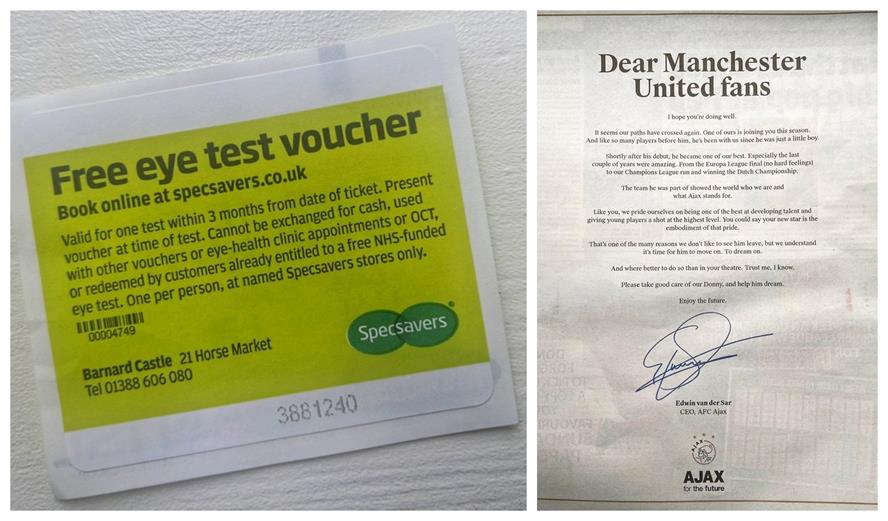 Free eye test voucher
Book online at specsavers.co.uk
Valid for one test within 3 months from date of ticket. Present
voucher at time of test. Cannot be exchanged for cash, used
with other vouchers or eye-health clinic appointments or OCT,
or redeemed by customers already entitled to a free NHS-funded
eye test. One per person, at named Specsavers stores only.
00004749
Specsavers
Barnard Castle 21 Horse Market
Tel 01388 606 080
3881240
Dear Manchester
United fans
I hope you're doing well.
It seems our paths have crossed again. One of ours is joining you this season.
And like so many players before him, he's been with us since he was just a little boy.
Shortly after his debut, he became one of our best. Especially the last
couple of years were amazing. From the Europa League final (no hard feelings)
to our Champions League run and winning the Dutch Championship.
The team he was part of showed the world who we are and
what Ajax stands for.
Like you, we pride ourselves on being one of the best at developing talent and
giving young players a shot at the highest level. You could say your new star is the
embodiment of that pride.
That's one of the many reasons we don't like to see him leave, but we understand
it's time for him to move on. To dream on.
And where better to do so than in your theatre. Trust me, I know.
Please take good care of our Donny, and help him dream.
Enjoy the future.
Edwin van der Sar
CEO, AFC Ajax
AJAX
AJAX
for the future